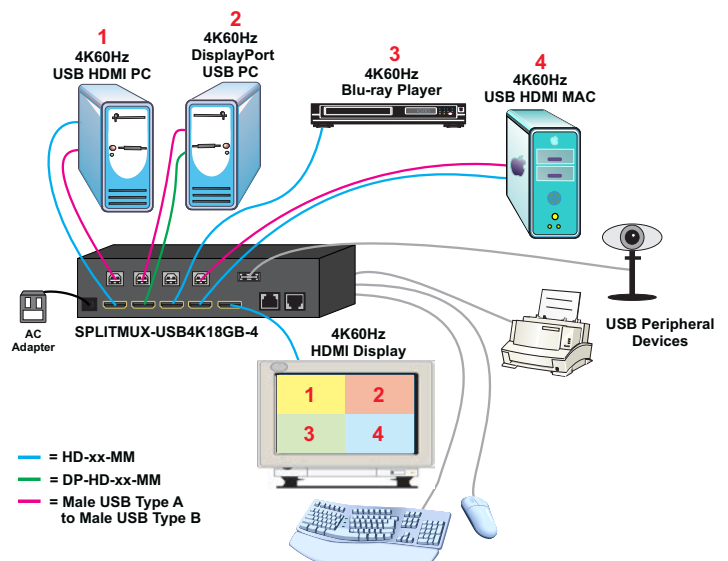 1
4K60Hz
USB HDMI PC
2
4K60Hz
DisplayPort
USB PC
3
4K60Hz
Blu-ray Player
4
4K60Hz
USB HDMI MAC
AC
Adapter
SPLITMUX-USB4K18GB-4
USB Peripheral
Devices
4K60Hz
HDMI Display
1 2
3 4
= HD-xx-MM
= DP-HD-xx-MM
= Male USB Type A
to Male USB Type B